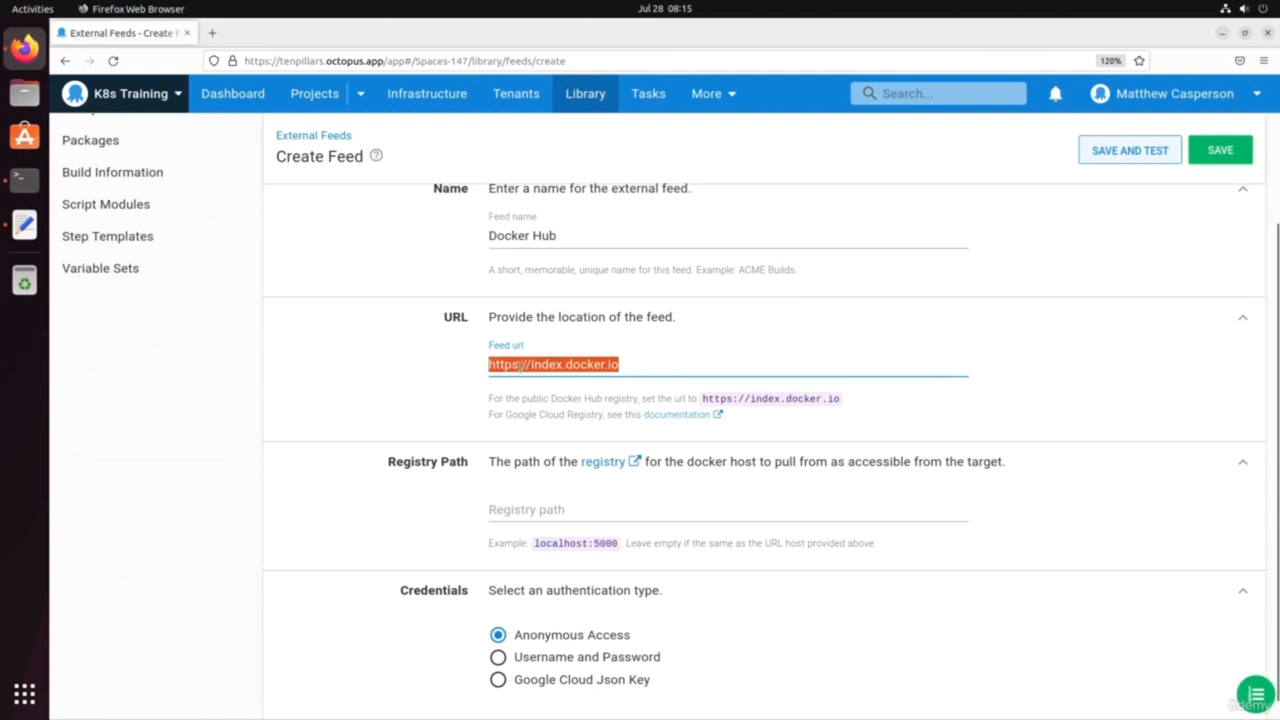 Activities
Firefox Web Browser
Jul 28 08:15
External Feeds - Create F
https://tenpillars.octopus.app/app#/Spaces-147/library/feeds/create
120%
K8s Training
Dashboard
Projects
Infrastructure
Tenants
Library
Tasks
More
Search...
Matthew Casperson
Packages
Build Information
Script Modules
Step Templates
Variable Sets
External Feeds
Create Feed
SAVE AND TEST
SAVE
Name
Enter a name for the external feed.
Feed name
Docker Hub
A short, memorable, unique name for this feed. Example: ACME Builds.
URL
Provide the location of the feed.
Feed url
https://index.docker.io
For the public Docker Hub registry, set the url to https://index.docker.io
For Google Cloud Registry, see this documentation
Registry Path
The path of the registry for the docker host to pull from as accessible from the target.
Registry path
Example: localhost:5000. Leave empty if the same as the URL host provided above.
Credentials
Select an authentication type.
Anonymous Access
Username and Password
Google Cloud Json Key